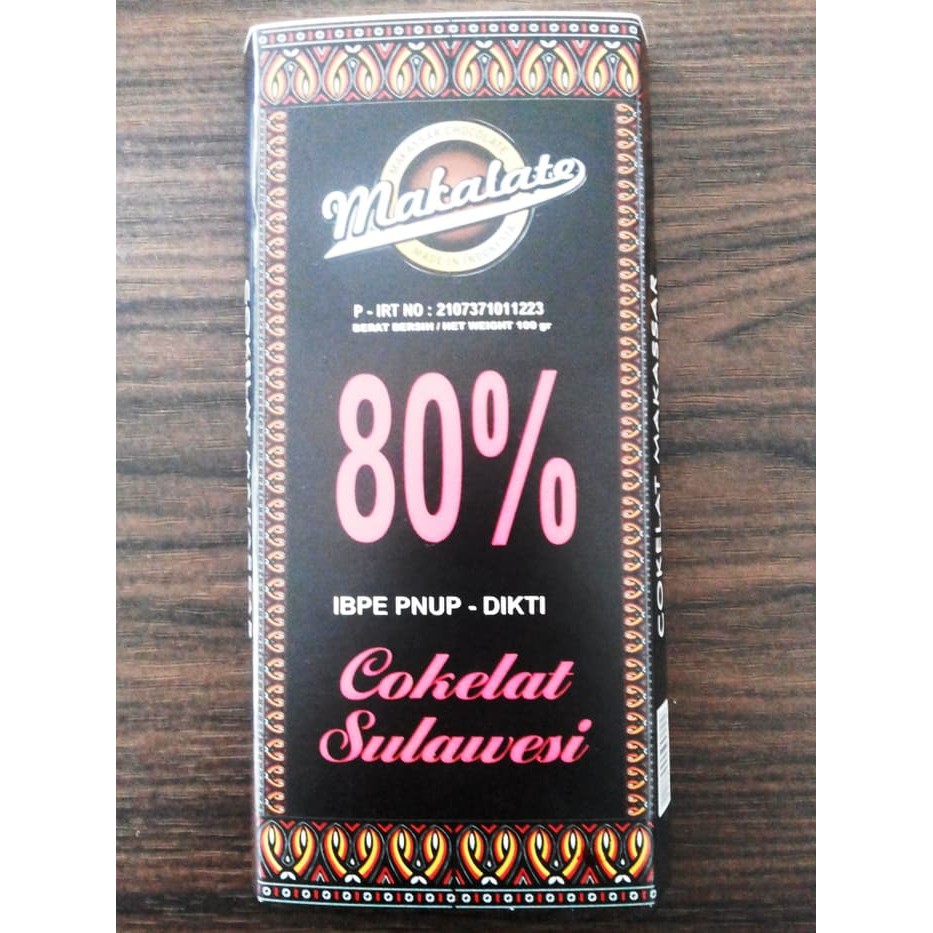 MAKASSAR CHOCOLATE
Makalate
MADE IN INDONESIA
P - IRT NO : 2107371011223
BERAT BERSIH / NET WEIGHT 100 gr
80%
IBPE PNUP - DIKTI
Cokelat
Sulawesi
COKELAT MAKASSAR